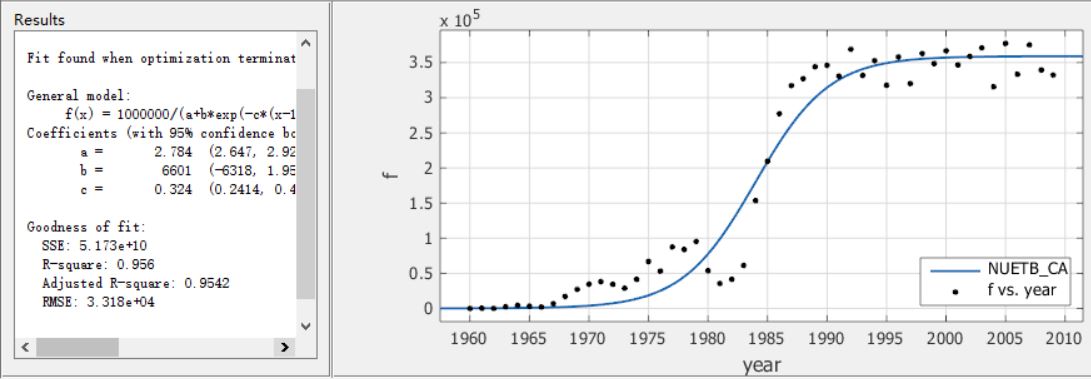 Results
Fit found when optimization terminat
General model:
f(x) = 1000000/(a+b*exp(-c*(x-1
Coefficients (with 95% confidence bo
a = 2.784 (2.647, 2.92
b = 6601 (-6318, 1.95
c = 0.324 (0.2414, 0.4
Goodness of fit:
SSE: 5.173e+10
R-square: 0.956
Adjusted R-square: 0.9542
RMSE: 3.318e+04
x 10⁵
3.5
3
2.5
2
1.5
1
0.5
0
f
1960 1965 1970 1975 1980 1985 1990 1995 2000 2005 2010
year
NUETB_CA
f vs. year